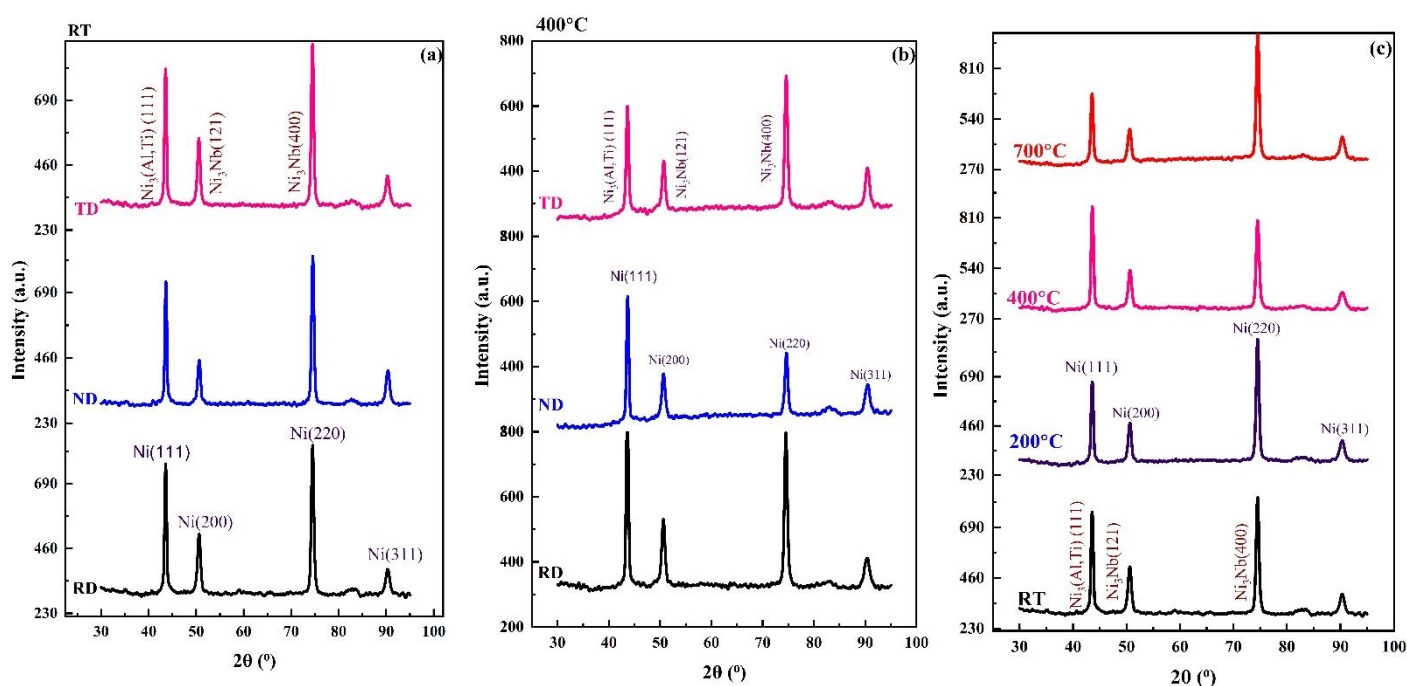 RT
(a)
Intensity (a.u.)
690
460
230
690
460
230
690
460
230
TD
Ni₃(Al,Ti) (111)
Ni₃Nb(121)
Ni₃Nb(400)
ND
RD
Ni(111)
Ni(200)
Ni(220)
Ni(311)
30 40 50 60 70 80 90 100
2θ (º)
400°C
(b)
Intensity (a.u.)
800
600
400
800
600
400
800
600
400
200
TD
Ni₃(Al,Ti) (111)
Ni₃Nb(121)
Ni₃Nb(400)
ND
Ni(111)
Ni(200)
Ni(220)
Ni(311)
RD
30 40 50 60 70 80 90 100
2θ (º)
(c)
Intensity (a.u.)
810
540
270
810
540
270
690
460
230
690
460
230
700°C
400°C
200°C
Ni(111)
Ni(200)
Ni(220)
Ni(311)
RT
Ni₃(Al,Ti) (111)
Ni₃Nb(121)
Ni₃Nb(400)
30 40 50 60 70 80 90 100
2θ (º)